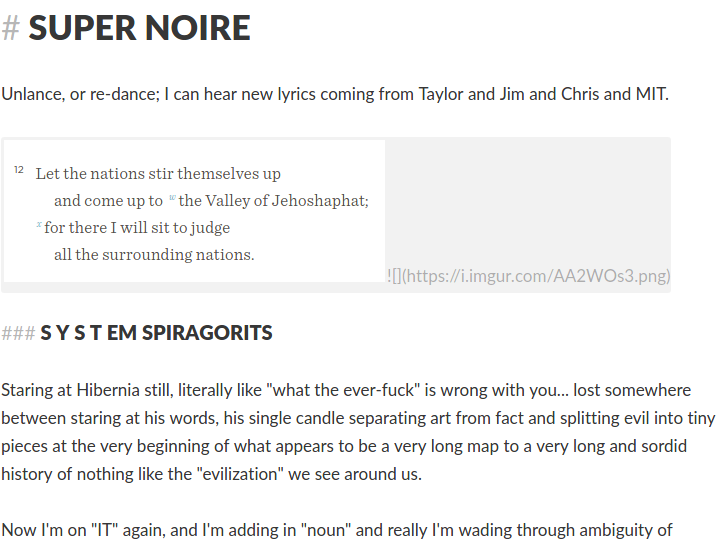 # SUPER NOIRE
Unlance, or re-dance; I can hear new lyrics coming from Taylor and Jim and Chris and MIT.
12 Let the nations stir themselves up
and come up to w the Valley of Jehoshaphat;
x for there I will sit to judge
all the surrounding nations.
![](https://i.imgur.com/AA2WOs3.png)
### S Y S T EM SPIRAGORITS
Staring at Hibernia still, literally like "what the ever-fuck" is wrong with you... lost somewhere
between staring at his words, his single candle separating art from fact and splitting evil into tiny
pieces at the very beginning of what appears to be a very long map to a very long and sordid
history of nothing like the "evilization" we see around us.
Now I'm on "IT" again, and I'm adding in "noun" and really I'm wading through ambiguity of